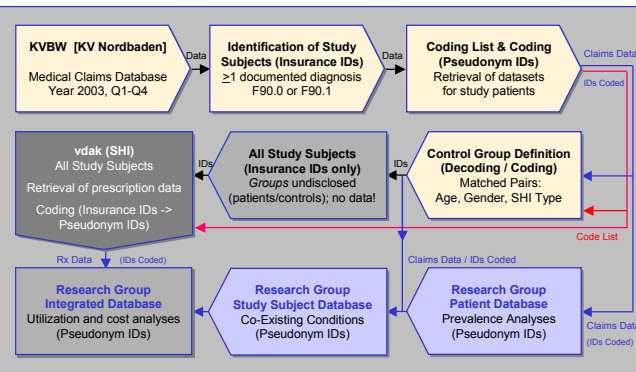 KVBW [KV Nordbaden]
Medical Claims Database
Year 2003, Q1-Q4
Data
Identification of Study
Subjects (Insurance IDs)
>1 documented diagnosis
F90.0 or F90.1
Data
Coding List & Coding
(Pseudonym IDs)
Retrieval of datasets
for study patients
Claims Data
IDs Coded
vdak (SHI)
All Study Subjects
Retrieval of prescription data
Coding (Insurance IDs ->
Pseudonym IDs)
IDs
All Study Subjects
(Insurance IDs only)
Groups undisclosed
(patients/controls); no data!
IDs
Control Group Definition
(Decoding / Coding)
Matched Pairs:
Age, Gender, SHI Type
Code List
Rx Data
(IDs Coded)
Claims Data / IDs Coded
Research Group
Integrated Database
Utilization and cost analyses
(Pseudonym IDs)
Research Group
Study Subject Database
Co-Existing Conditions
(Pseudonym IDs)
Research Group
Patient Database
Prevalence Analyses
(Pseudonym IDs)
Claims Data
(IDs Coded)